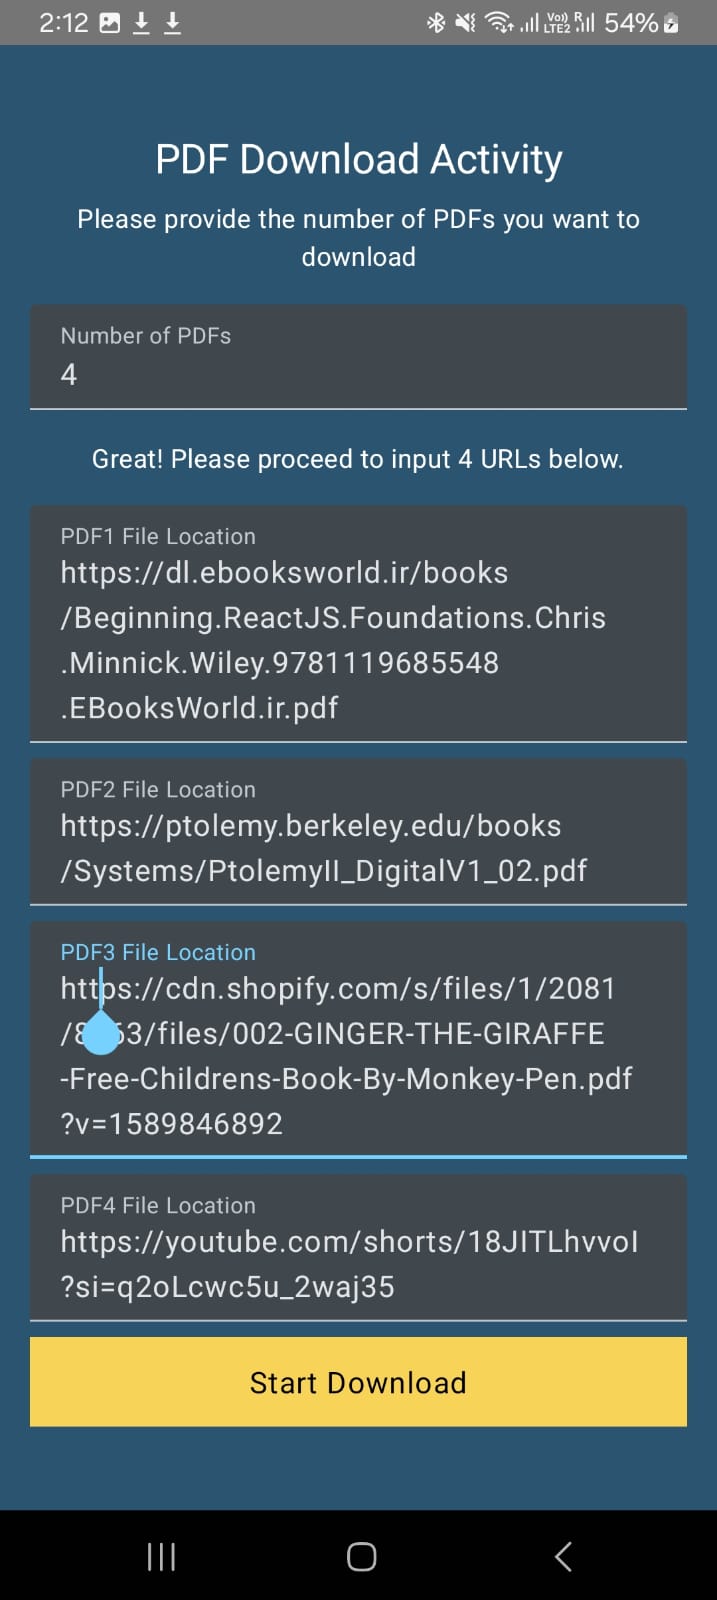 2:12
Vo)) R
LTE2
54%
PDF Download Activity
Please provide the number of PDFs you want to
download
Number of PDFs
4
Great! Please proceed to input 4 URLs below.
PDF1 File Location
https://dl.ebooksworld.ir/books
/Beginning.ReactJS.Foundations.Chris
.Minnick.Wiley.9781119685548
.EBooksWorld.ir.pdf
PDF2 File Location
https://ptolemy.berkeley.edu/books
/Systems/PtolemyII_DigitalV1_02.pdf
PDF3 File Location
https://cdn.shopify.com/s/files/1/2081
/files/002-GINGER-THE-GIRAFFE
-Free-Childrens-Book-By-Monkey-Pen.pdf
?v=1589846892
PDF4 File Location
https://youtube.com/shorts/18JITLhvvoI
?si=q2oLcwc5u_2waj35
Start Download